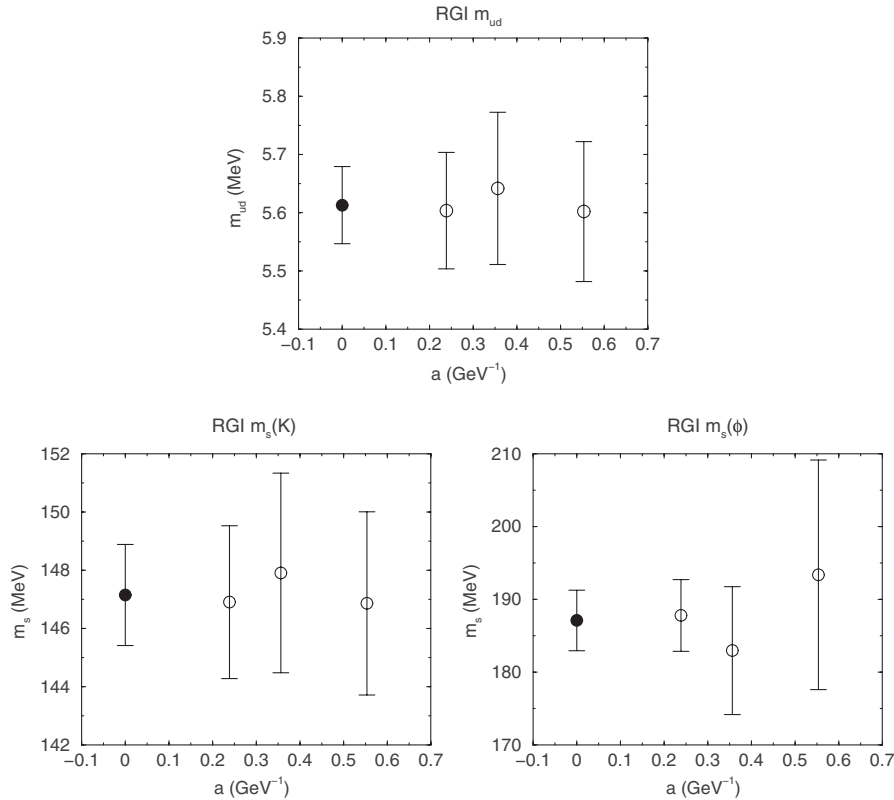 RGI m_ud
5.9
5.8
5.7
5.6
5.5
5.4
m_ud (MeV)
−0.1 0 0.1 0.2 0.3 0.4 0.5 0.6 0.7
a (GeV⁻¹)
RGI m_s(K)
152
150
148
146
144
142
m_s (MeV)
−0.1 0 0.1 0.2 0.3 0.4 0.5 0.6 0.7
a (GeV⁻¹)
RGI m_s(ϕ)
210
200
190
180
170
m_s (MeV)
−0.1 0 0.1 0.2 0.3 0.4 0.5 0.6 0.7
a (GeV⁻¹)